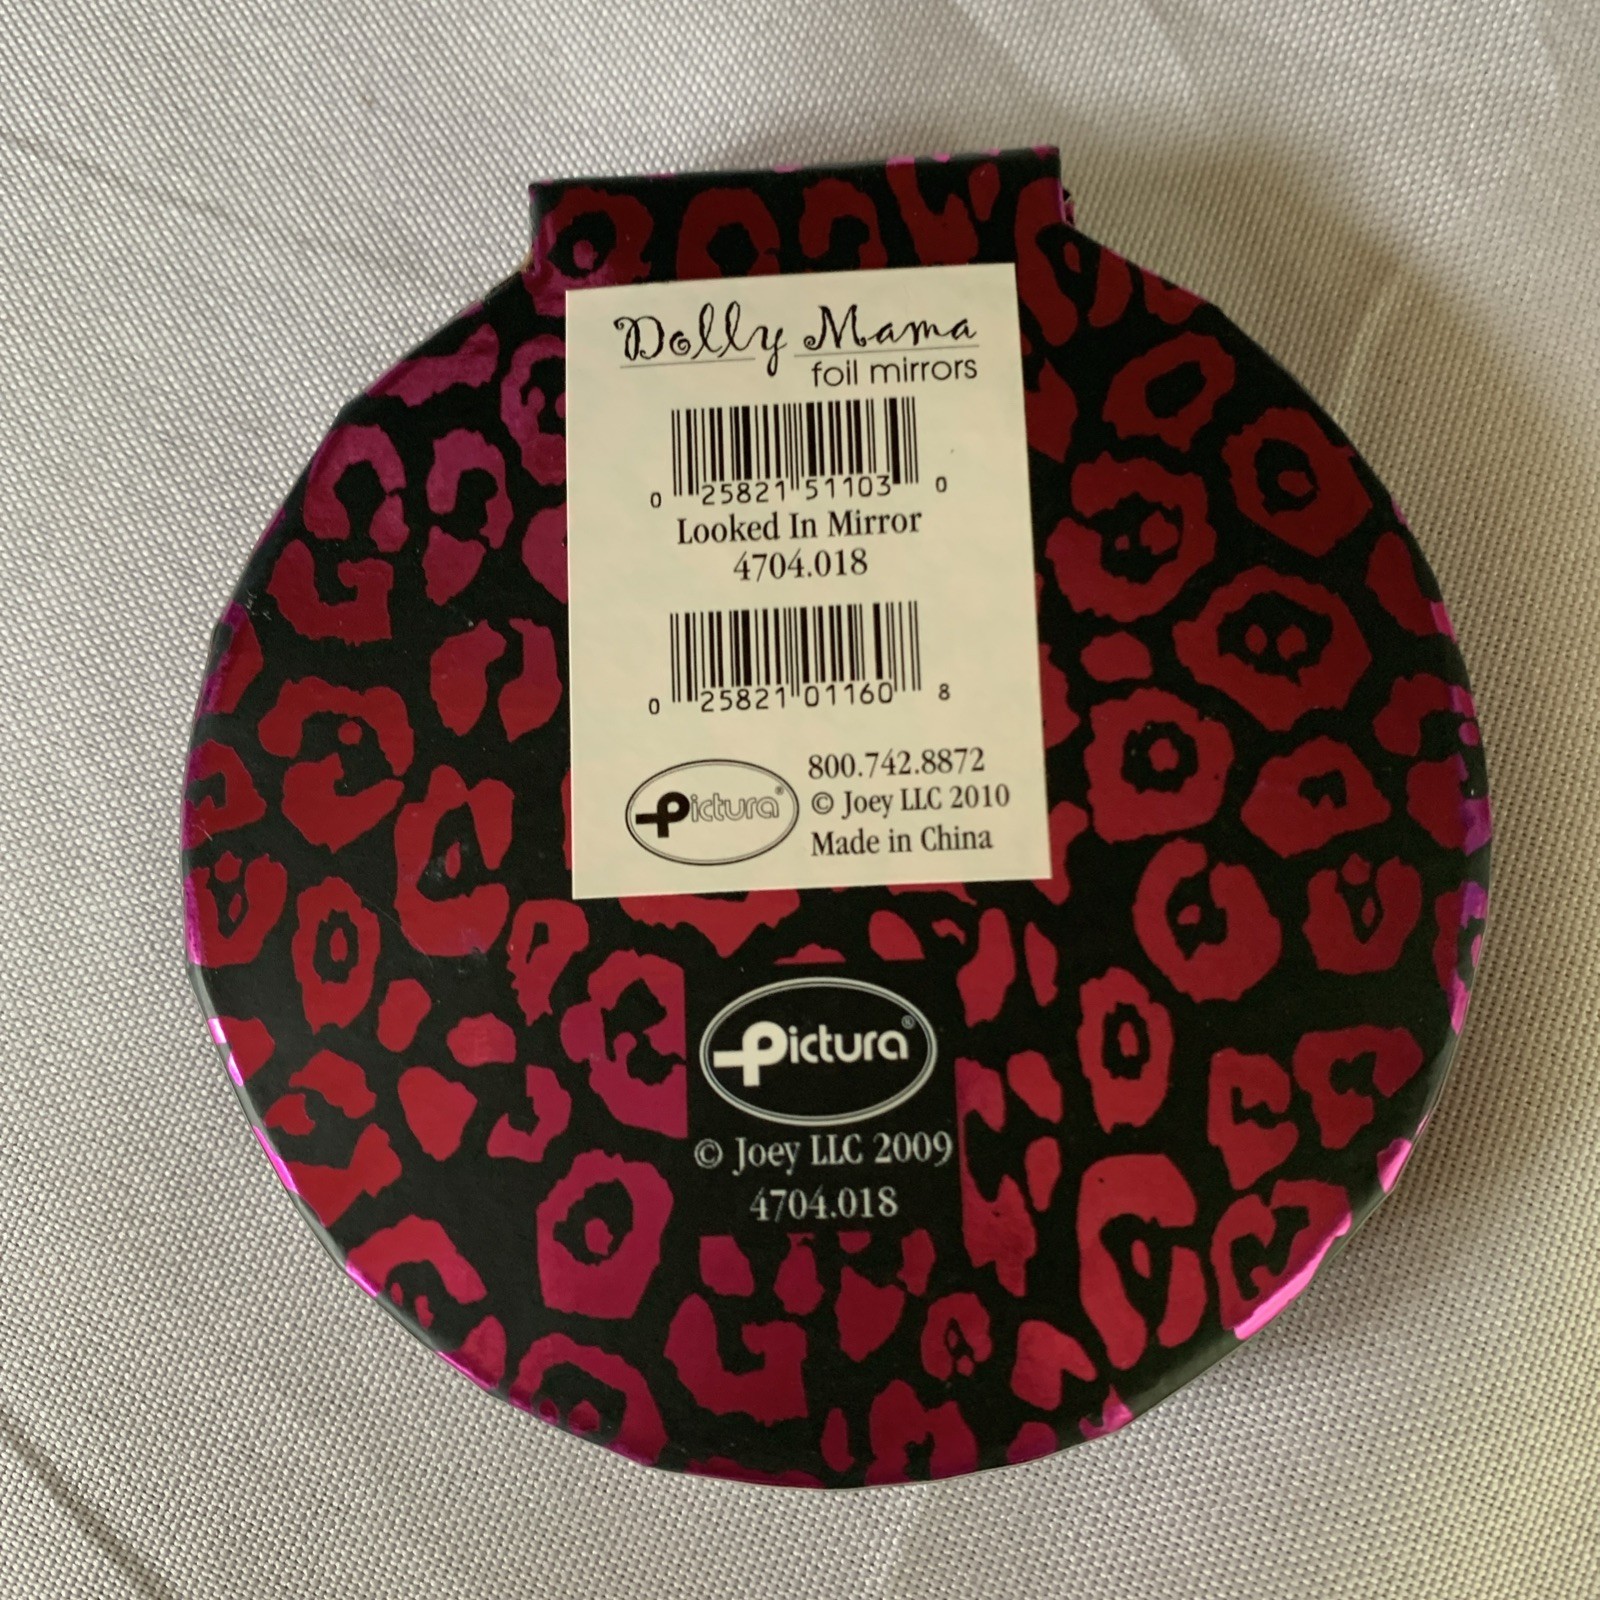 Dolly Mama
foil mirrors
0 25821 51103 0
Looked In Mirror
4704.018
0 25821 01160 8
Pictura®
800.742.8872
© Joey LLC 2010
Made in China
Pictura®
© Joey LLC 2009
4704.018